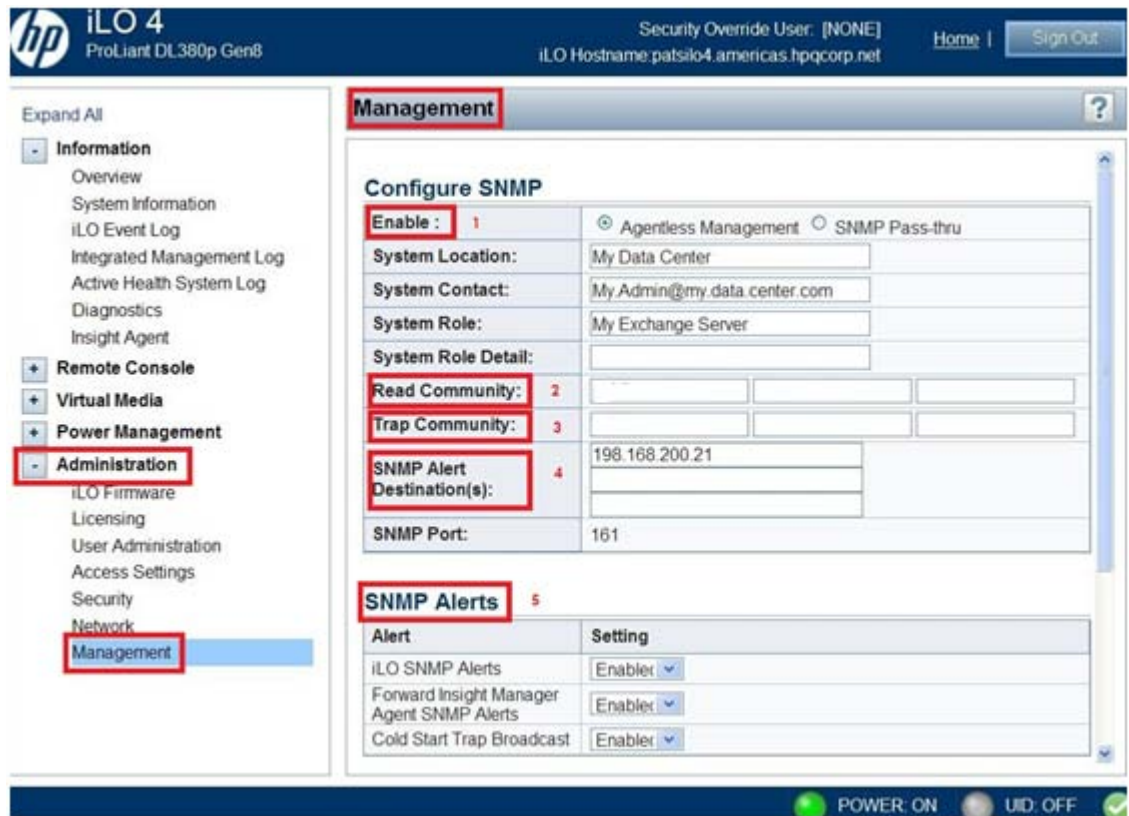 hp
iLO 4
ProLiant DL380p Gen8
Security Override User: [NONE]
iLO Hostname:patsilo4.americas.hpqcorp.net
Home |
Sign Out
Expand All
- Information
Overview
System Information
iLO Event Log
Integrated Management Log
Active Health System Log
Diagnostics
Insight Agent
+ Remote Console
+ Virtual Media
+ Power Management
- Administration
iLO Firmware
Licensing
User Administration
Access Settings
Security
Network
Management
Management
?
Configure SNMP
Enable : 1 Agentless Management SNMP Pass-thru
System Location: My Data Center
System Contact: My.Admin@my.data.center.com
System Role: My Exchange Server
System Role Detail:
Read Community: 2
Trap Community: 3
SNMP Alert
Destination(s): 4 198.168.200.21
SNMP Port: 161
SNMP Alerts 5
Alert Setting
iLO SNMP Alerts Enabled
Forward Insight Manager
Agent SNMP Alerts Enabled
Cold Start Trap Broadcast Enabled
POWER: ON UID: OFF